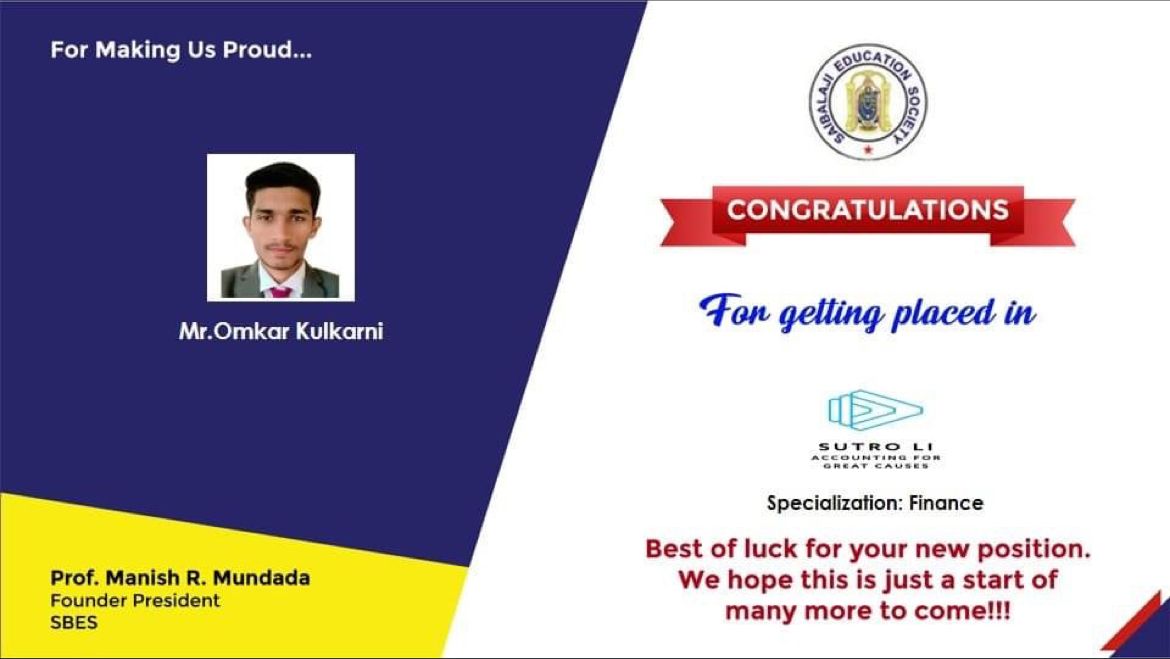 For Making Us Proud...
Mr.Omkar Kulkarni
Prof. Manish R. Mundada
Founder President
SBES
SAIBALAJI EDUCATION SOCIETY
CONGRATULATIONS
For getting placed in
SUTRO LI
ACCOUNTING FOR
GREAT CAUSES
Specialization: Finance
Best of luck for your new position.
We hope this is just a start of
many more to come!!!